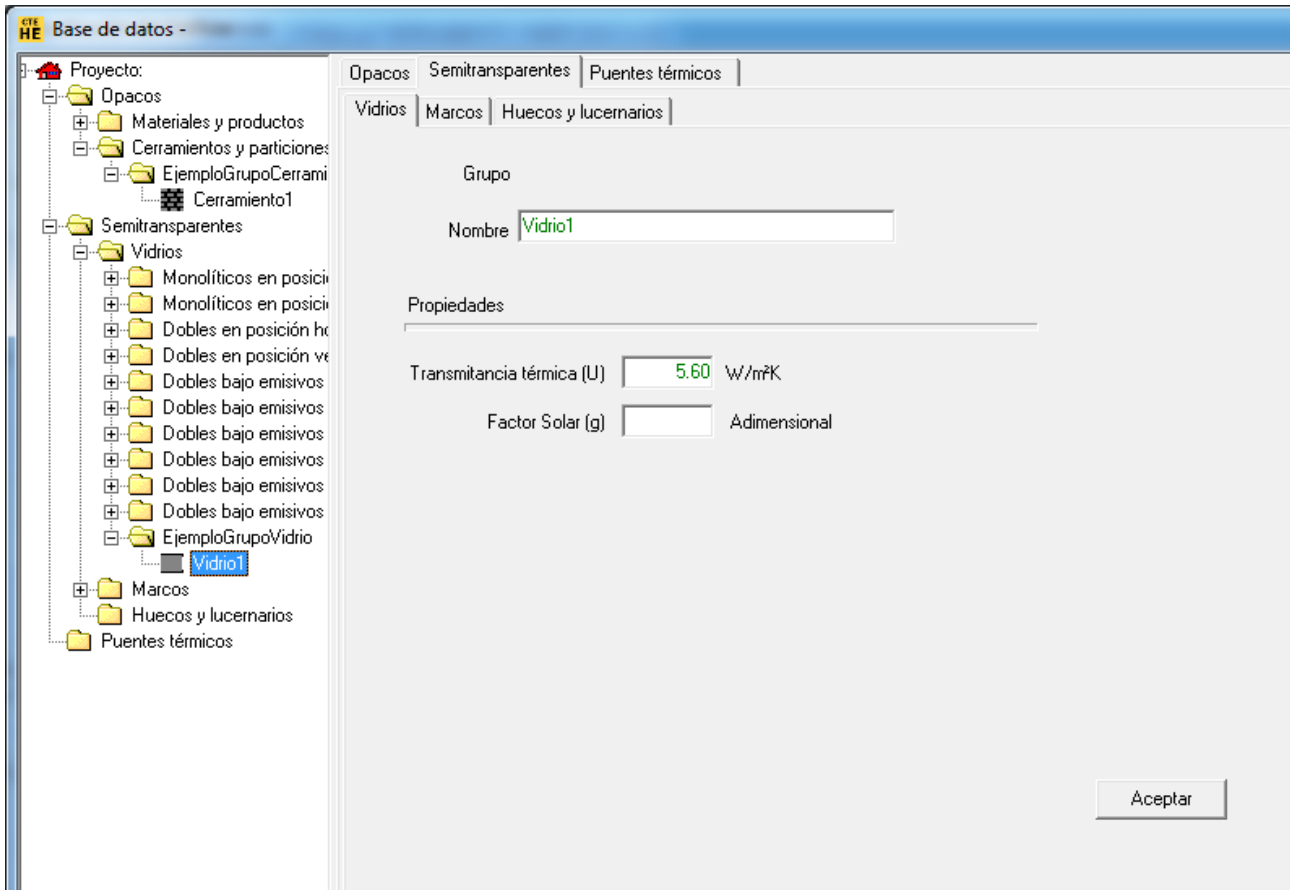 CTE
HE Base de datos -
Proyecto:
Opacos
Materiales y productos
Cerramientos y particiones
EjemploGrupoCerrami
Cerramiento1
Semitransparentes
Vidrios
Monolíticos en posici
Monolíticos en posici
Dobles en posición ho
Dobles en posición ve
Dobles bajo emisivos
Dobles bajo emisivos
Dobles bajo emisivos
Dobles bajo emisivos
Dobles bajo emisivos
Dobles bajo emisivos
EjemploGrupoVidrio
Vidrio1
Marcos
Huecos y lucernarios
Puentes térmicos
Opacos Semitransparentes Puentes térmicos
Vidrios Marcos Huecos y lucernarios
Grupo
Nombre Vidrio1
Propiedades
Transmitancia térmica (U) 5.60 W/m²K
Factor Solar (g) Adimensional
Aceptar